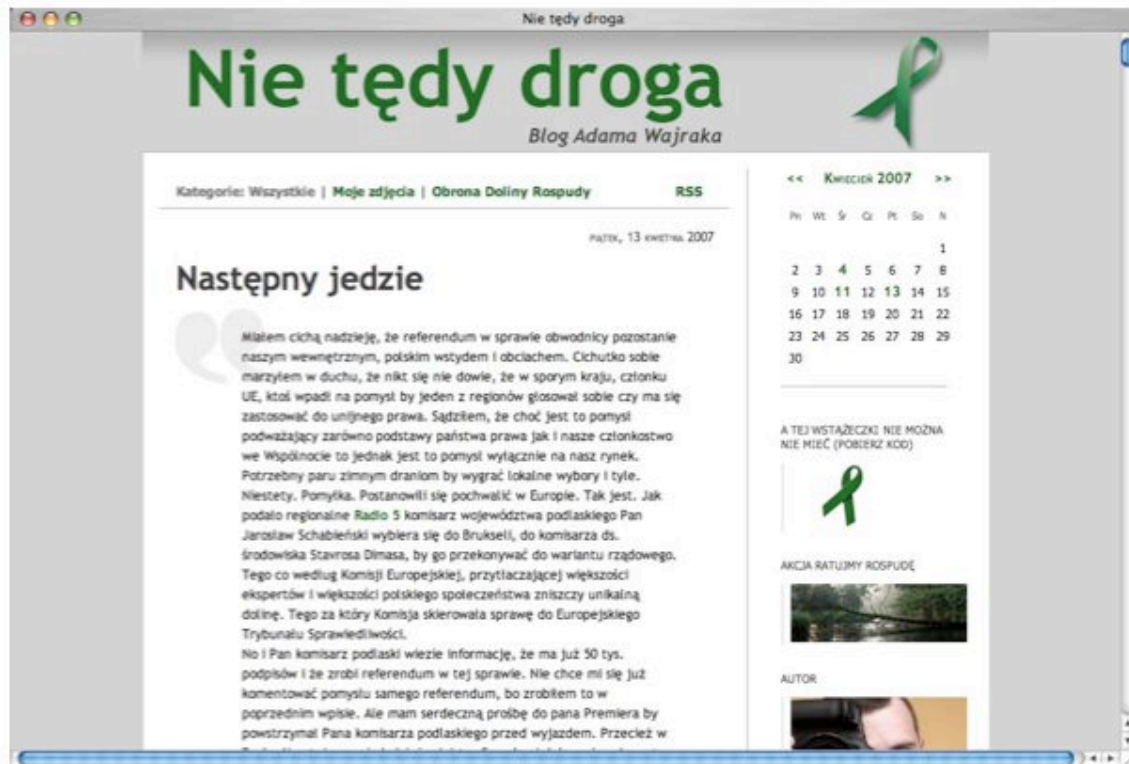 Nie tędy droga
Nie tędy droga
Blog Adama Wajraka
Kategorie: Wszystkie | Moje zdjęcia | Obrona Doliny Rospudy RSS
piątek, 13 kwietnia 2007
Następny jedzie
Miałem cichą nadzieję, że referendum w sprawie obwodnicy pozostanie
naszym wewnętrznym, polskim wstydem i obciachem. Cichutko sobie
marzyłem w duchu, że nikt się nie dowie, że w sporym kraju, członku
UE, ktoś wpadł na pomysł by jeden z regionów głosował sobie czy ma się
zastosować do unijnego prawa. Sądziłem, że choć jest to pomysł
podważający zarówno podstawy państwa prawa jak i nasze członkostwo
we Wspólnocie to jednak jest to pomysł wyłącznie na nasz rynek.
Potrzebny paru zimnym draniom by wygrać lokalne wybory i tyle.
Niestety. Pomyłka. Postanowili się pochwalić w Europie. Tak jest. Jak
podało regionalne Radio 5 komisarz województwa podlaskiego Pan
Jarosław Schabieński wybiera się do Brukseli, do komisarza ds.
środowiska Stavrosa Dimasa, by go przekonywać do wariantu rządowego.
Tego co według Komisji Europejskiej, przytłaczającej większości
ekspertów i większości polskiego społeczeństwa zniszczy unikalną
dolinę. Tego za który Komisja skierowała sprawę do Europejskiego
Trybunału Sprawiedliwości.
No i Pan komisarz podlaski wiezie informację, że ma już 50 tys.
podpisów i że zrobi referendum w tej sprawie. Nie chce mi się już
komentować pomysłu samego referendum, bo zrobiłem to w
poprzednim wpisie. Ale mam serdeczną prośbę do pana Premiera by
powstrzymał Pana komisarza podlaskiego przed wyjazdem. Przecież w
<< Kwiecień 2007 >>
Pn Wt Śr Cz Pt So N
1
2 3 4 5 6 7 8
9 10 11 12 13 14 15
16 17 18 19 20 21 22
23 24 25 26 27 28 29
30
A TEJ WSTĄŻECZKI NIE MOŻNA
NIE MIEĆ (POBIERZ KOD)
AKCJA RATUJMY ROSPUDĘ
AUTOR